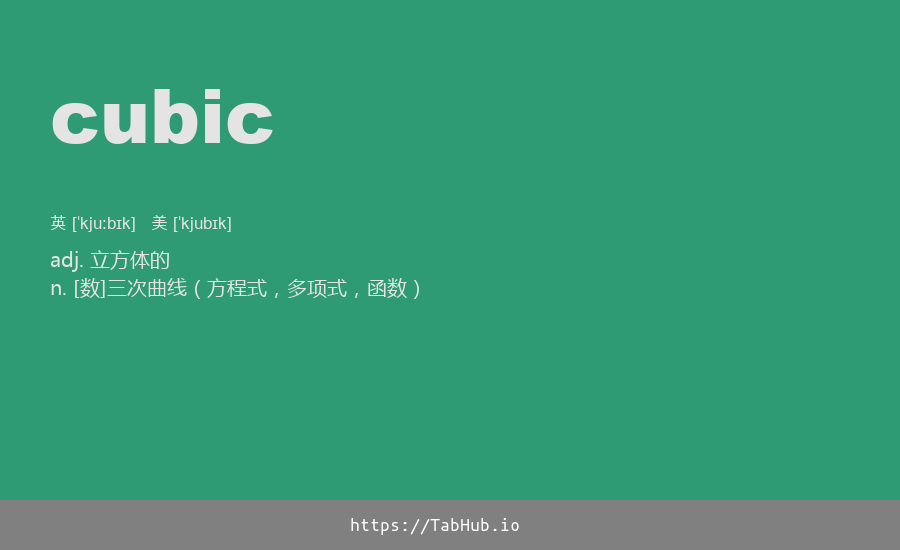 cubic
英 [ˈkjuːbɪk] 美 [ˈkjubɪk]
adj. 立方体的
n. [数]三次曲线（方程式，多项式，函数）
https://TabHub.io